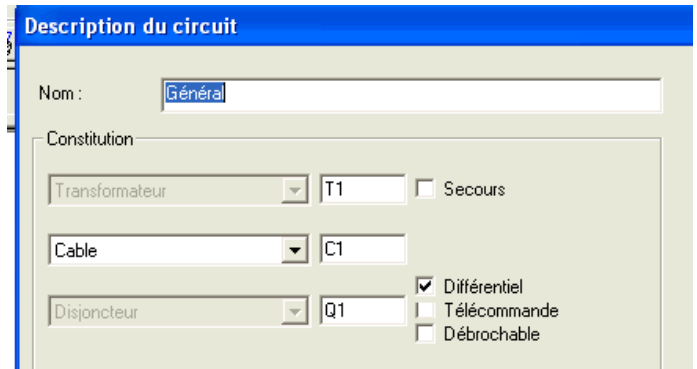 Description du circuit
Nom :
Général
Constitution
Transformateur T1 Secours
Cable C1
Différentiel
Disjoncteur Q1 Télécommande
Débrochable